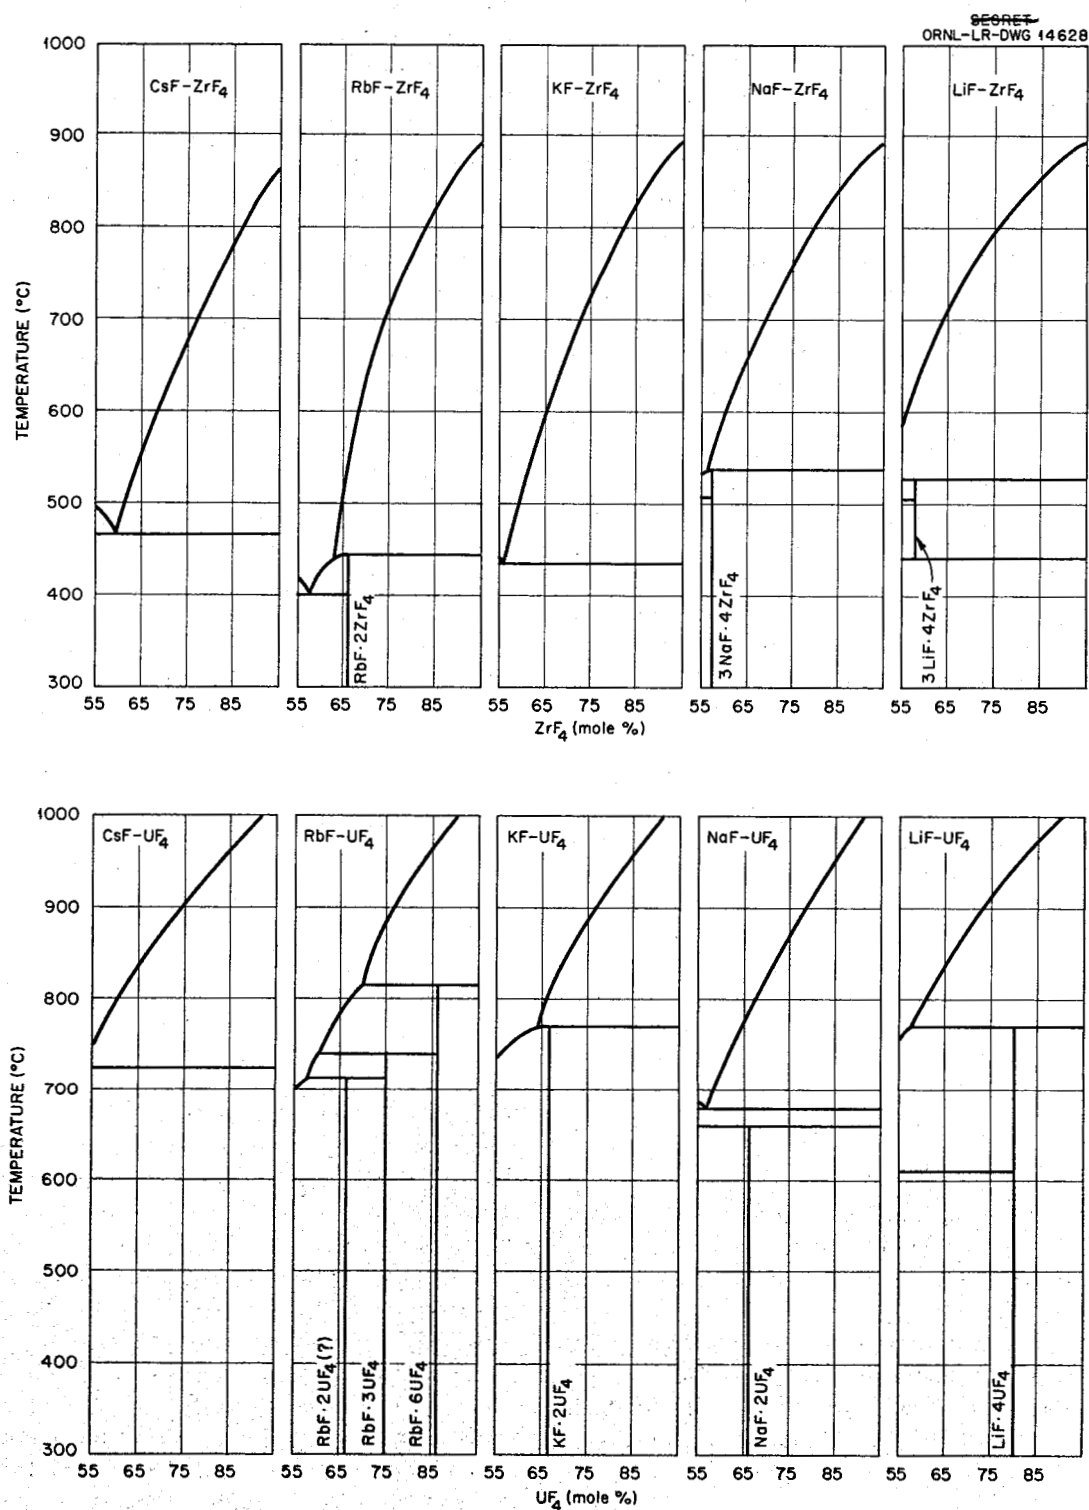 SECRET
ORNL-LR-DWG 14628
1000
900
800
700
600
500
400
300
TEMPERATURE (°C)
CsF-ZrF4
RbF-ZrF4
KF-ZrF4
NaF-ZrF4
LiF-ZrF4
RbF·2ZrF4
3NaF·4ZrF4
3LiF·4ZrF4
55 65 75 85 55 65 75 85 55 65 75 85 55 65 75 85 55 65 75 85
ZrF4 (mole %)
1000
900
800
700
600
500
400
300
TEMPERATURE (°C)
CsF-UF4
RbF-UF4
KF-UF4
NaF-UF4
LiF-UF4
RbF·2UF4(?)
RbF·3UF4
RbF·6UF4
KF·2UF4
NaF·2UF4
LiF·4UF4
55 65 75 85 55 65 75 85 55 65 75 85 55 65 75 85 55 65 75 85
UF4 (mole %)